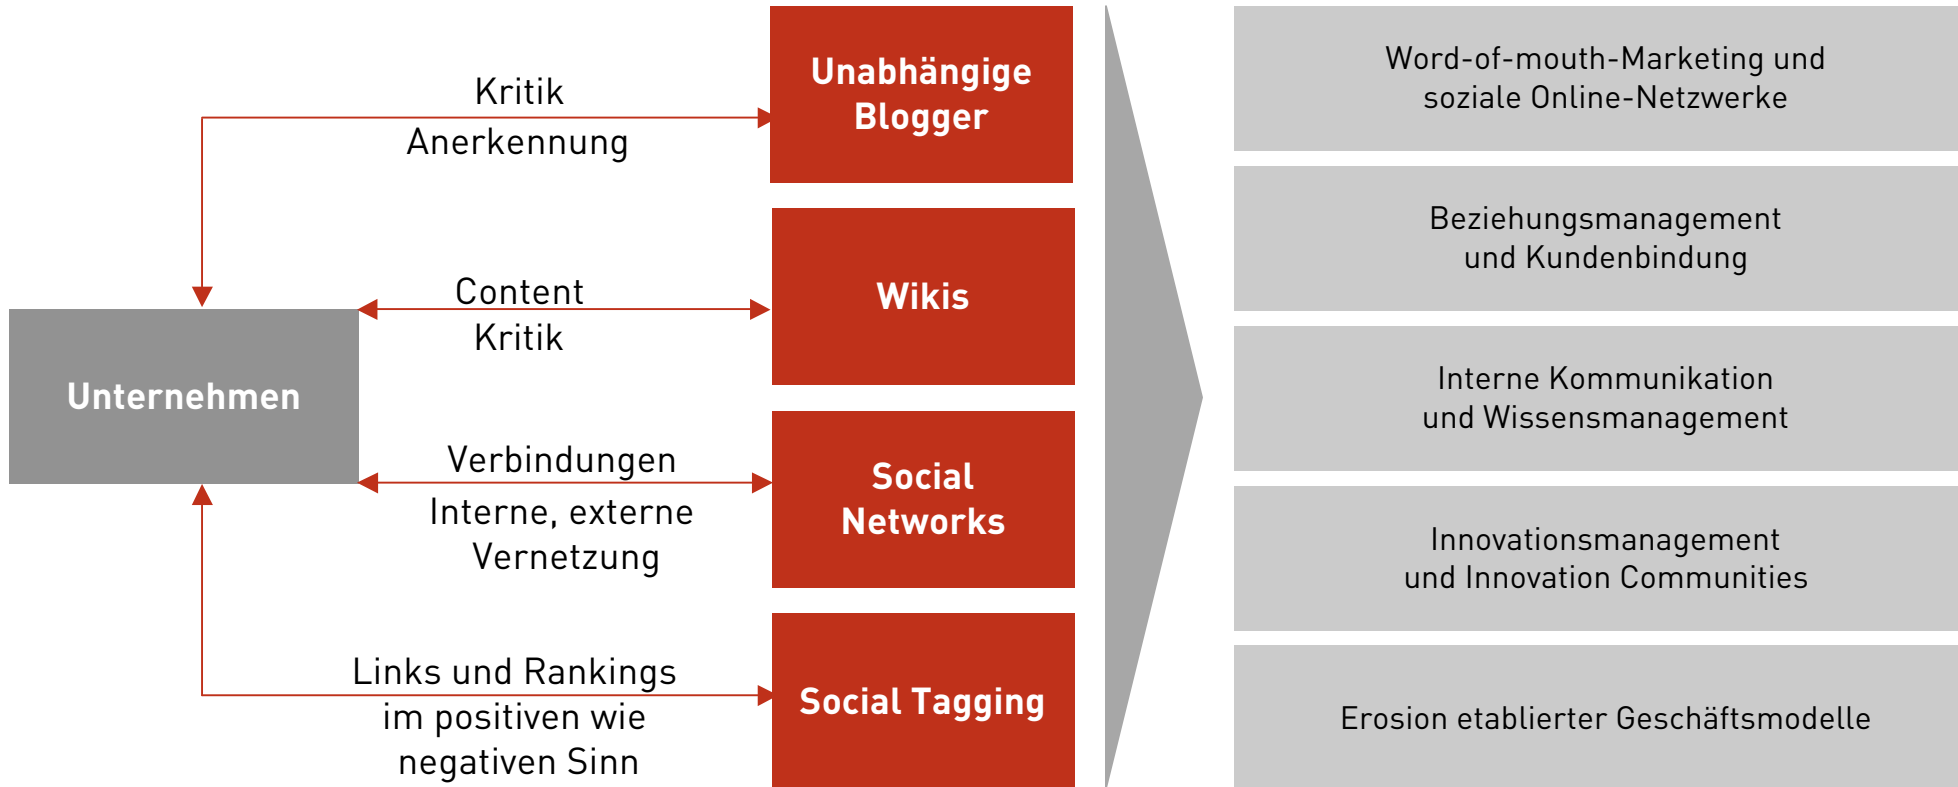 Unternehmen
Kritik
Anerkennung
Unabhängige
Blogger
Content
Kritik
Wikis
Verbindungen
Interne, externe
Vernetzung
Social
Networks
Links und Rankings
im positiven wie
negativen Sinn
Social Tagging
Word-of-mouth-Marketing und
soziale Online-Netzwerke
Beziehungsmanagement
und Kundenbindung
Interne Kommunikation
und Wissensmanagement
Innovationsmanagement
und Innovation Communities
Erosion etablierter Geschäftsmodelle